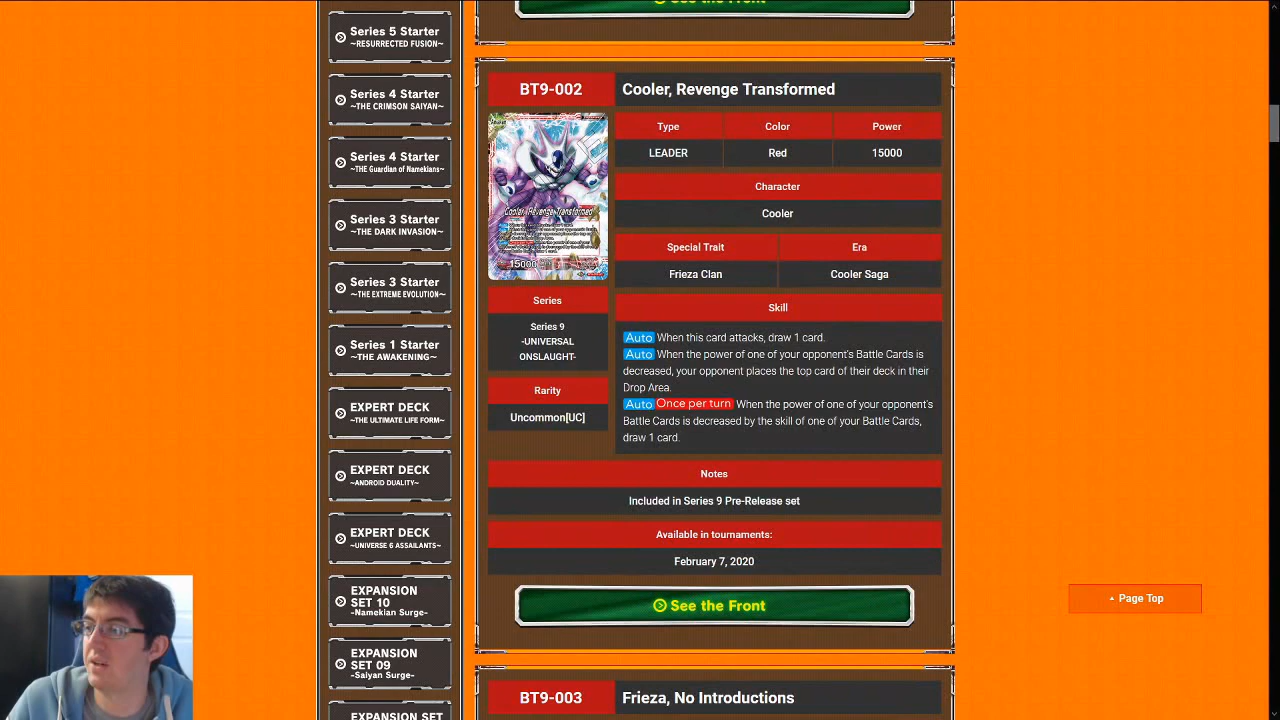 See the Front
Series 5 Starter
~RESURRECTED FUSION~
Series 4 Starter
~THE CRIMSON SAIYAN~
Series 4 Starter
~THE Guardian of Namekians~
Series 3 Starter
~THE DARK INVASION~
Series 3 Starter
~THE EXTREME EVOLUTION~
Series 1 Starter
~THE AWAKENING~
EXPERT DECK
~THE ULTIMATE LIFE FORM~
EXPERT DECK
~ANDROID DUALITY~
EXPERT DECK
~UNIVERSE 6 ASSAILANTS~
EXPANSION
SET 10
-Namekian Surge-
EXPANSION
SET 09
-Saiyan Surge-
EXPANSION SET
BT9-002 Cooler, Revenge Transformed
Cooler, Revenge Transformed
15000
Type Color Power
LEADER Red 15000
Character
Cooler
Special Trait Era
Frieza Clan Cooler Saga
Series
Series 9
-UNIVERSAL
ONSLAUGHT-
Rarity
Uncommon[UC]
Skill
Auto When this card attacks, draw 1 card.
Auto When the power of one of your opponent's Battle Cards is
decreased, your opponent places the top card of their deck in their
Drop Area.
Auto Once per turn When the power of one of your opponent's
Battle Cards is decreased by the skill of one of your Battle Cards,
draw 1 card.
Notes
Included in Series 9 Pre-Release set
Available in tournaments:
February 7, 2020
See the Front
BT9-003 Frieza, No Introductions
Page Top